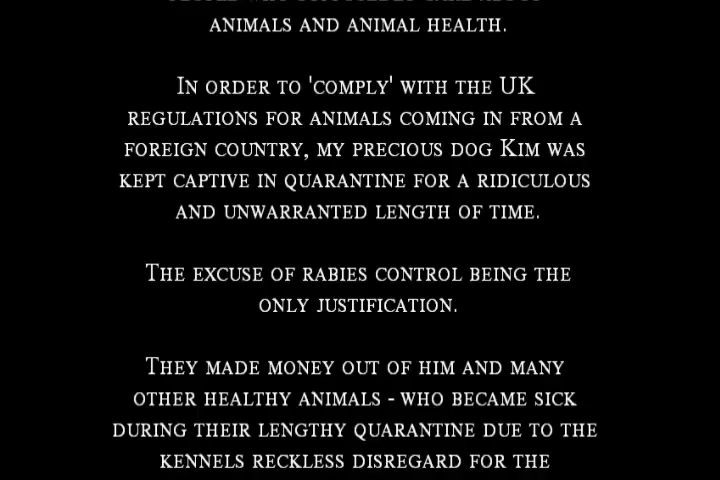 ANIMALS AND ANIMAL HEALTH.
IN ORDER TO 'COMPLY' WITH THE UK
REGULATIONS FOR ANIMALS COMING IN FROM A
FOREIGN COUNTRY, MY PRECIOUS DOG KIM WAS
KEPT CAPTIVE IN QUARANTINE FOR A RIDICULOUS
AND UNWARRANTED LENGTH OF TIME.
THE EXCUSE OF RABIES CONTROL BEING THE
ONLY JUSTIFICATION.
THEY MADE MONEY OUT OF HIM AND MANY
OTHER HEALTHY ANIMALS - WHO BECAME SICK
DURING THEIR LENGTHY QUARANTINE DUE TO THE
KENNELS RECKLESS DISREGARD FOR THE